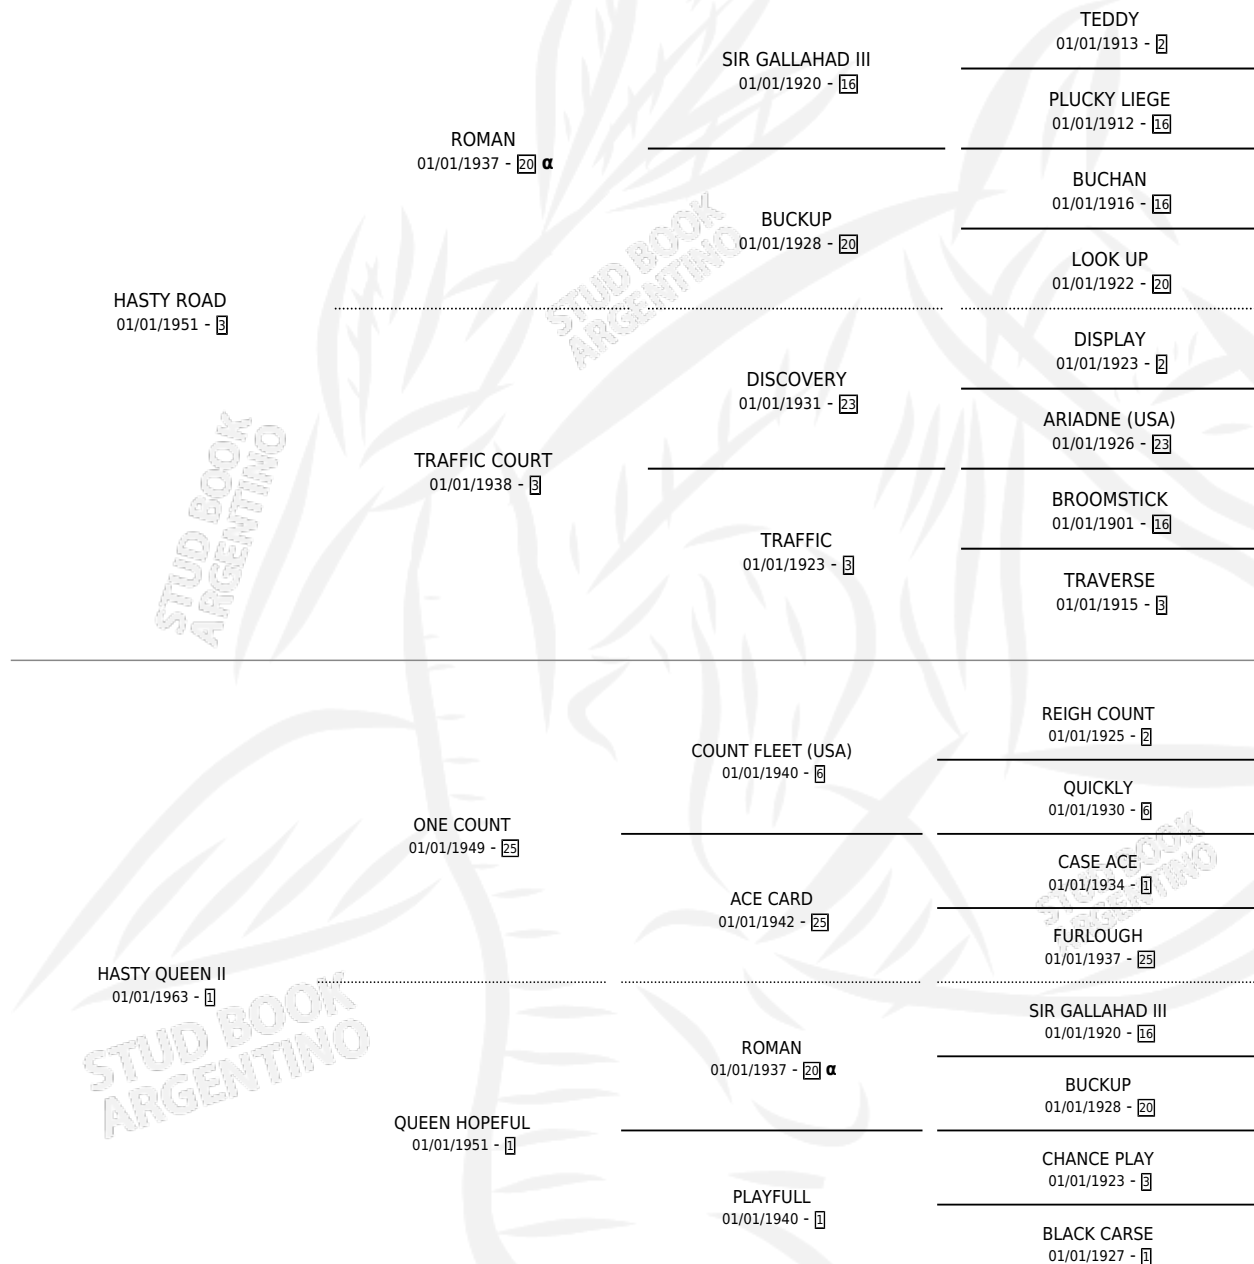 TEDDY
01/01/1913 - 2
SIR GALLAHAD III
01/01/1920 - 16
PLUCKY LIEGE
01/01/1912 - 16
ROMAN
01/01/1937 - 20 α
BUCHAN
01/01/1916 - 16
BUCKUP
01/01/1928 - 20
LOOK UP
01/01/1922 - 20
HASTY ROAD
01/01/1951 - 3
DISPLAY
01/01/1923 - 2
DISCOVERY
01/01/1931 - 23
ARIADNE (USA)
01/01/1926 - 23
TRAFFIC COURT
01/01/1938 - 3
BROOMSTICK
01/01/1901 - 16
TRAFFIC
01/01/1923 - 3
TRAVERSE
01/01/1915 - 3
STUD BOOK
ARGENTINO
STUD BOOK
ARGENTINO
REIGH COUNT
01/01/1925 - 2
COUNT FLEET (USA)
01/01/1940 - 6
QUICKLY
01/01/1930 - 6
ONE COUNT
01/01/1949 - 25
CASE ACE
01/01/1934 - 1
ACE CARD
01/01/1942 - 25
FURLOUGH
01/01/1937 - 25
HASTY QUEEN II
01/01/1963 - 1
SIR GALLAHAD III
01/01/1920 - 16
ROMAN
01/01/1937 - 20 α
BUCKUP
01/01/1928 - 20
QUEEN HOPEFUL
01/01/1951 - 1
CHANCE PLAY
01/01/1923 - 3
PLAYFULL
01/01/1940 - 1
BLACK CARSE
01/01/1927 - 1
STUD BOOK
ARGENTINO
STUD BOOK
ARGENTINO